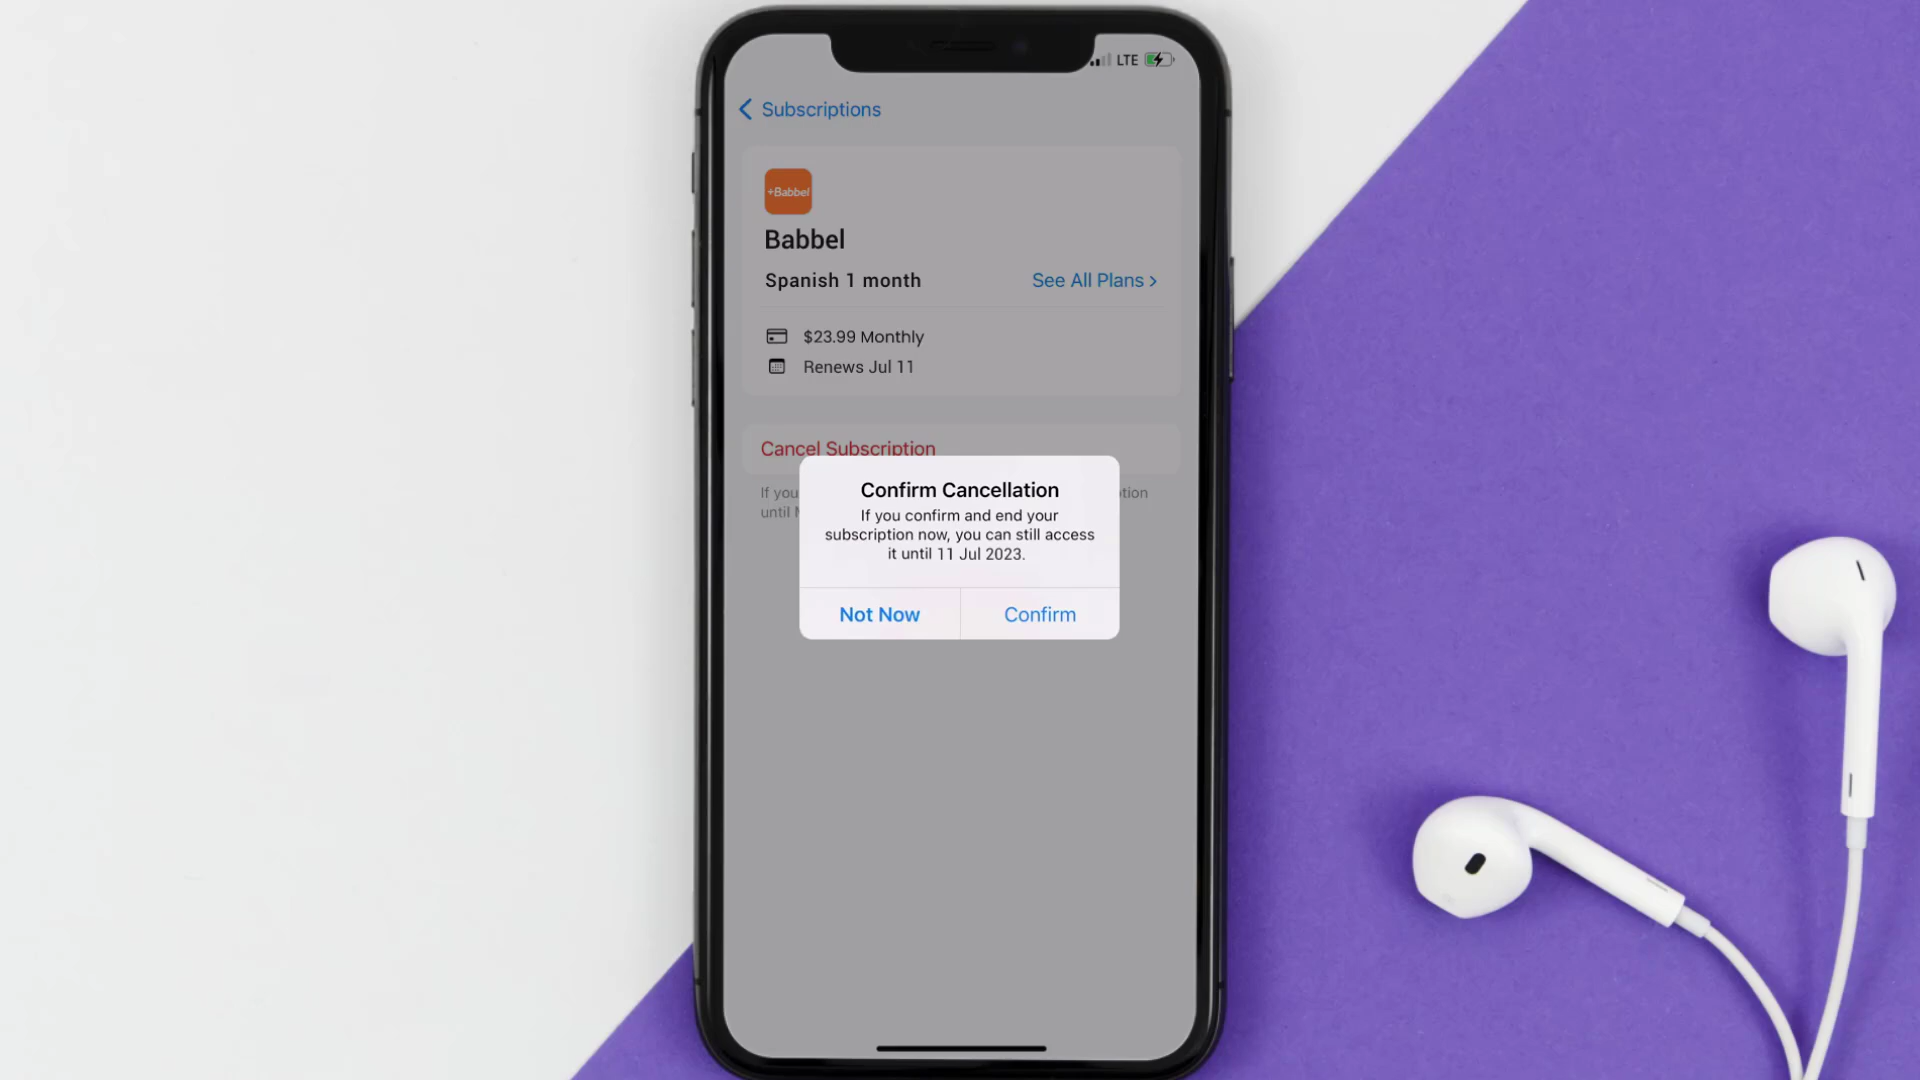 LTE
Subscriptions
+Babbel
Babbel
Spanish 1 month
See All Plans >
$23.99 Monthly
Renews Jul 11
Cancel Subscription
If you
tion
until
Confirm Cancellation
If you confirm and end your
subscription now, you can still access
it until 11 Jul 2023.
Not Now
Confirm